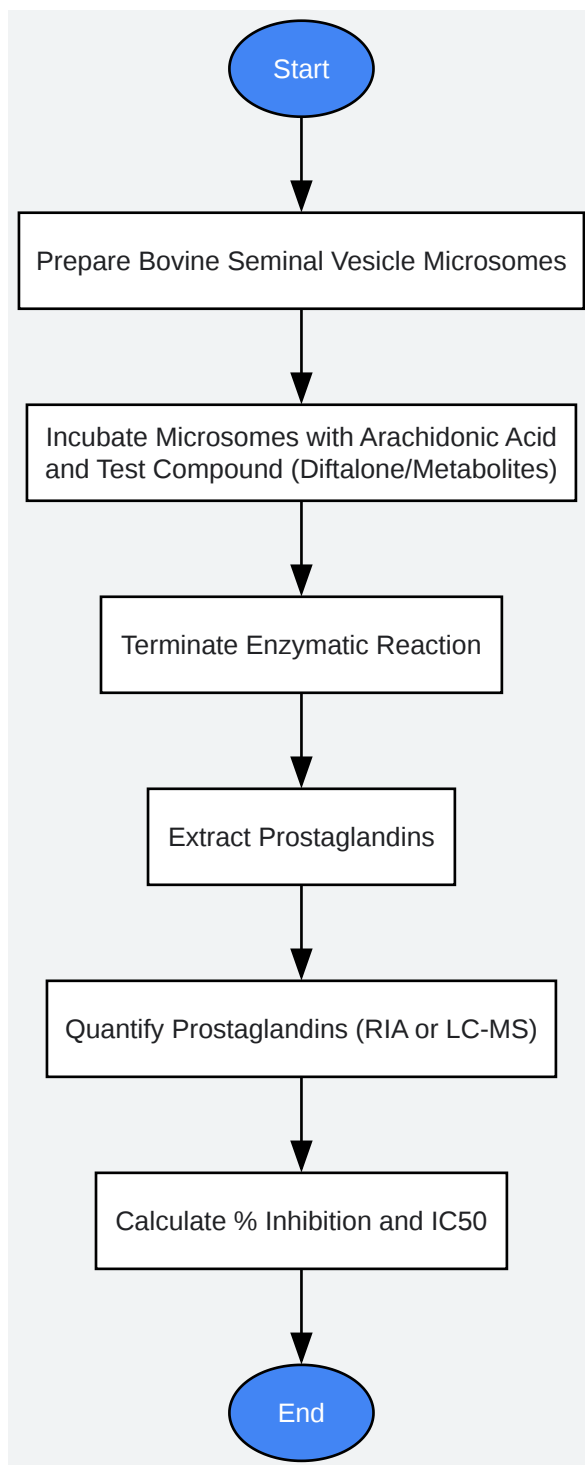 Start
Prepare Bovine Seminal Vesicle Microsomes
Incubate Microsomes with Arachidonic Acid
and Test Compound (Diftalone/Metabolites)
Terminate Enzymatic Reaction
Extract Prostaglandins
Quantify Prostaglandins (RIA or LC-MS)
Calculate % Inhibition and IC50
End